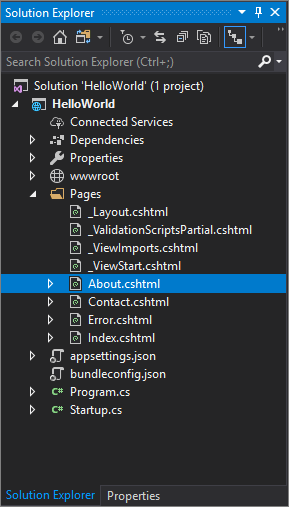 Solution Explorer
Search Solution Explorer (Ctrl+;)
Solution 'HelloWorld' (1 project)
HelloWorld
Connected Services
Dependencies
Properties
wwwroot
Pages
_Layout.cshtml
_ValidationScriptsPartial.cshtml
_ViewImports.cshtml
_ViewStart.cshtml
About.cshtml
Contact.cshtml
Error.cshtml
Index.cshtml
appsettings.json
bundleconfig.json
C# Program.cs
C# Startup.cs
Solution Explorer Properties